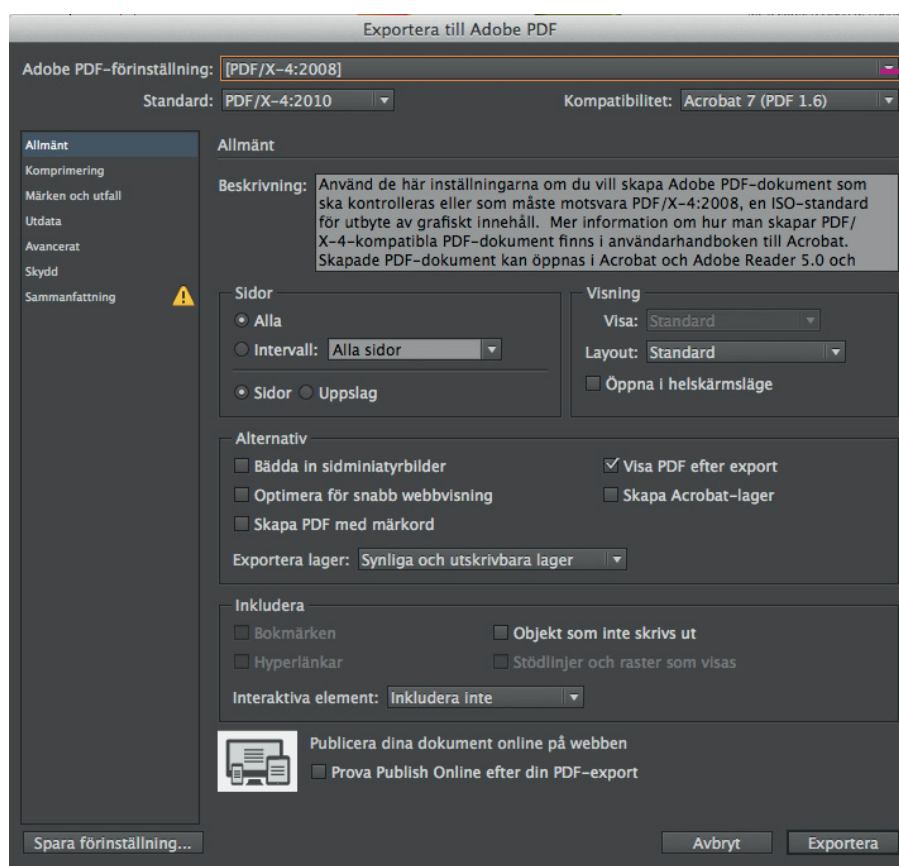 Exportera till Adobe PDF
Adobe PDF-förinställning: [PDF/X-4:2008]
Standard: PDF/X-4:2010 Kompatibilitet: Acrobat 7 (PDF 1.6)
Allmänt
Komprimering
Märken och utfall
Utdata
Avancerat
Skydd
Sammanfattning
Allmänt
Beskrivning: Använd de här inställningarna om du vill skapa Adobe PDF-dokument som
ska kontrolleras eller som måste motsvara PDF/X-4:2008, en ISO-standard
för utbyte av grafiskt innehåll. Mer information om hur man skapar PDF/
X-4-kompatibla PDF-dokument finns i användarhandboken till Acrobat.
Skapade PDF-dokument kan öppnas i Acrobat och Adobe Reader 5.0 och
Sidor
Alla
Intervall: Alla sidor
Sidor Uppslag
Visning
Visa: Standard
Layout: Standard
Öppna i helskärmsläge
Alternativ
Bädda in sidminiatyrbilder
Optimera för snabb webbvisning
Skapa PDF med märkord
Visa PDF efter export
Skapa Acrobat-lager
Exportera lager: Synliga och utskrivbara lager
Inkludera
Bokmärken
Hyperlänkar
Objekt som inte skrivs ut
Stödlinjer och raster som visas
Interaktiva element: Inkludera inte
Publicera dina dokument online på webben
Prova Publish Online efter din PDF-export
Spara förinställning... Avbryt Exportera